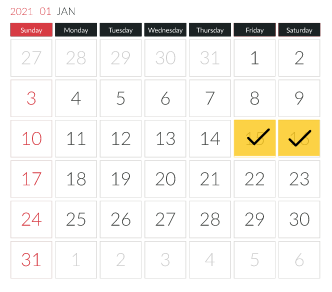 2021 01 JAN
Sunday Monday Tuesday Wednesday Thursday Friday Saturday
27 28 29 30 31 1 2
3 4 5 6 7 8 9
10 11 12 13 14
17 18 19 20 21 22 23
24 25 26 27 28 29 30
31 1 2 3 4 5 6